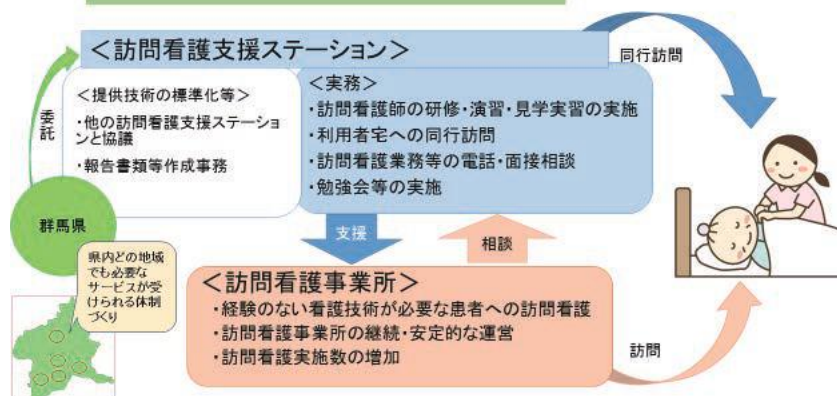 ＜訪問看護支援ステーション＞
同行訪問
委託
＜提供技術の標準化等＞
・他の訪問看護支援ステーショ
ンと協議
・報告書類等作成事務
＜実務＞
・訪問看護師の研修・演習・見学実習の実施
・利用者宅への同行訪問
・訪問看護業務等の電話・面接相談
・勉強会等の実施
群馬県
支援
相談
県内どの地域
でも必要な
サービスが受
けられる体制
づくり
＜訪問看護事業所＞
・経験のない看護技術が必要な患者への訪問看護
・訪問看護事業所の継続・安定的な運営
・訪問看護実施数の増加
訪問